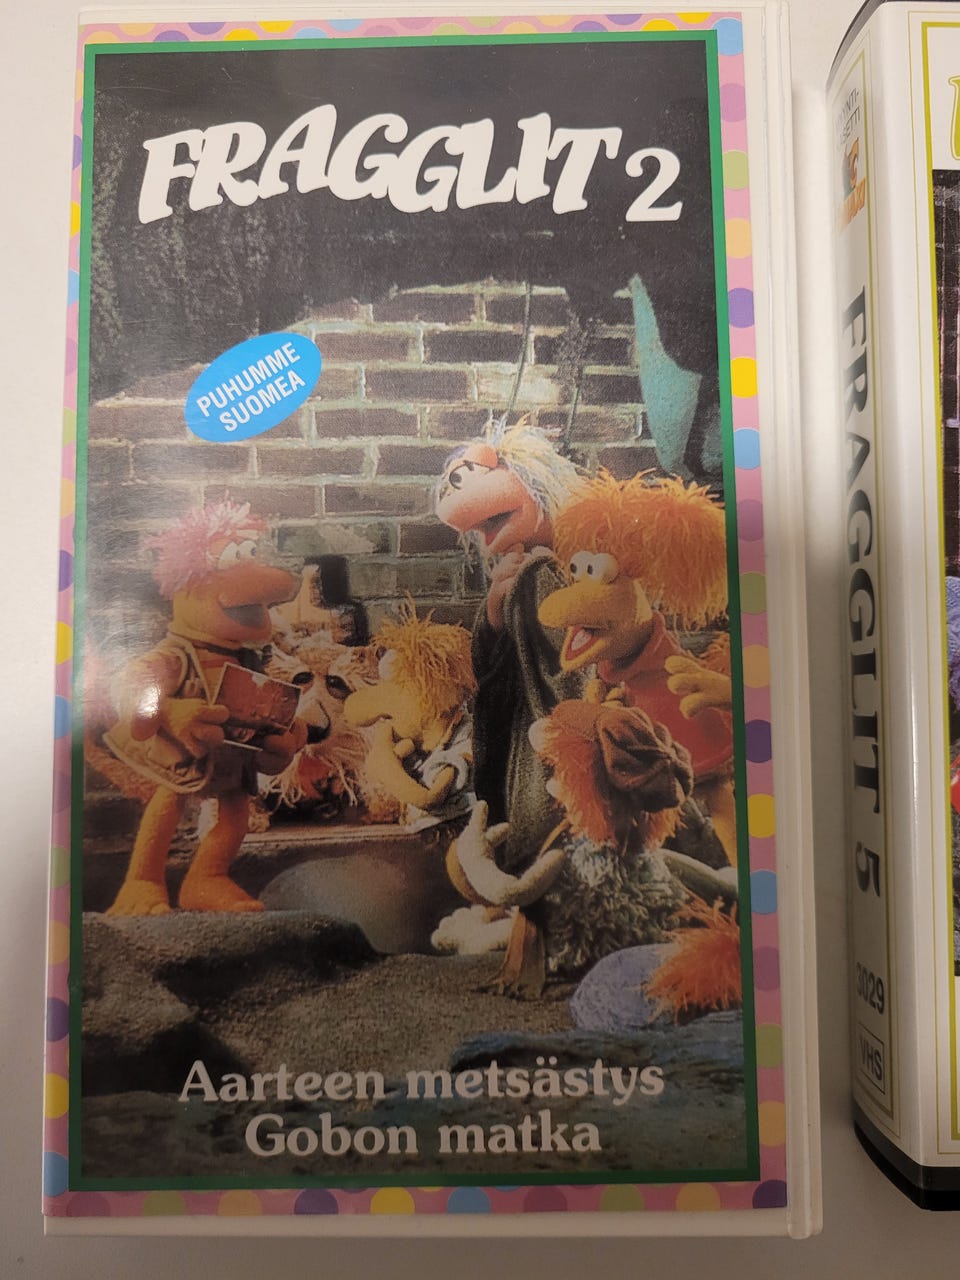 FRAGGLIT 2
PUHUMME
SUOMEA
Aarteen metsästys
Gobon matka
FRAGGLIT 5
3029
VHS